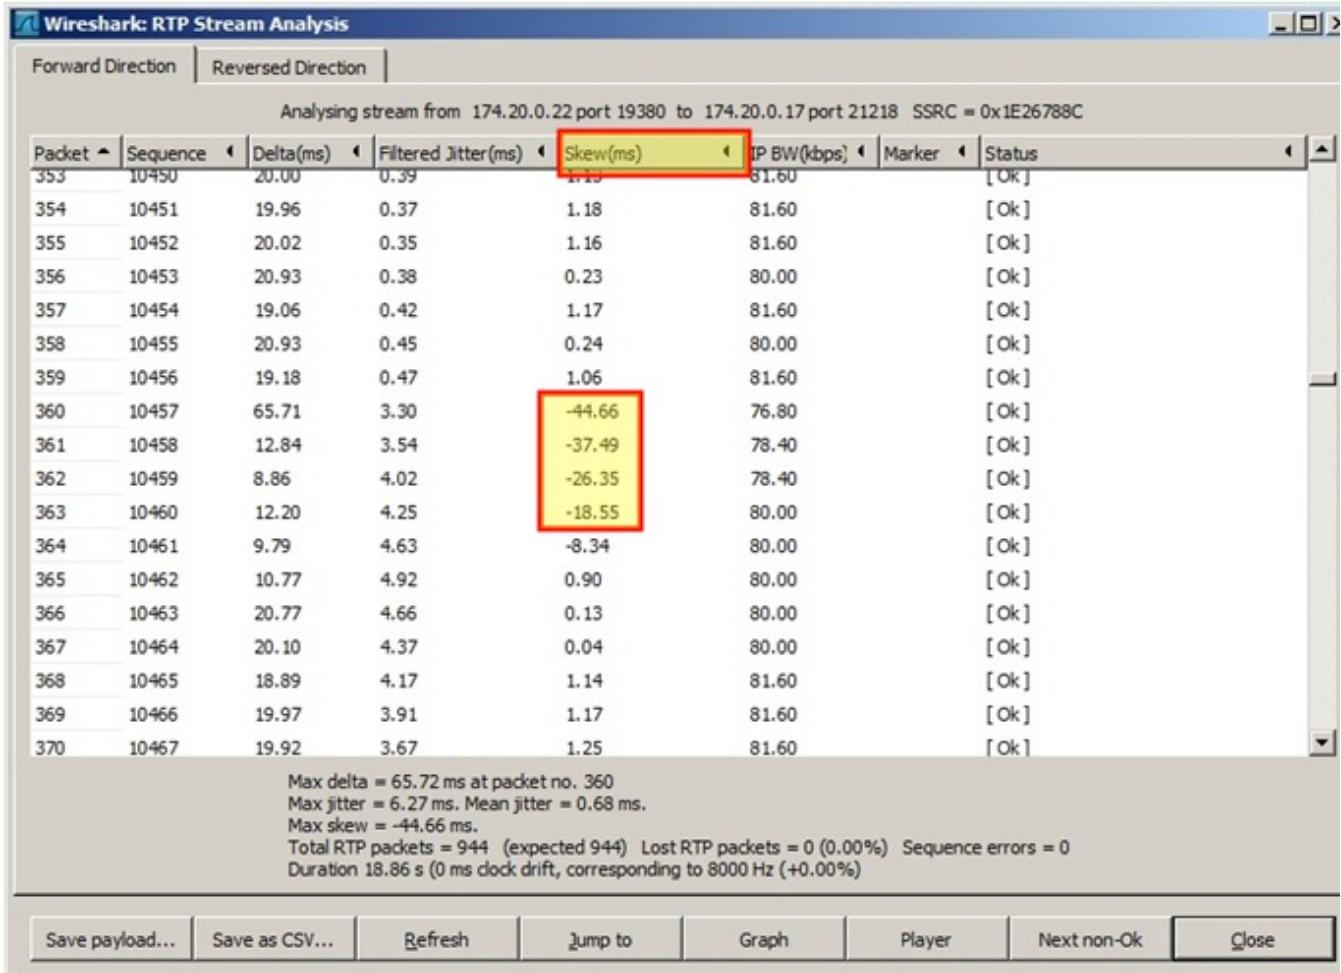 Wireshark: RTP Stream Analysis
Forward Direction Reversed Direction
Analysing stream from 174.20.0.22 port 19380 to 174.20.0.17 port 21218 SSRC = 0x1E26788C
Packet Sequence Delta(ms) Filtered Jitter(ms) Skew(ms) IP BW(kbps) Marker Status
353 10450 20.00 0.39 1.13 81.60 [ Ok ]
354 10451 19.96 0.37 1.18 81.60 [ Ok ]
355 10452 20.02 0.35 1.16 81.60 [ Ok ]
356 10453 20.93 0.38 0.23 80.00 [ Ok ]
357 10454 19.06 0.42 1.17 81.60 [ Ok ]
358 10455 20.93 0.45 0.24 80.00 [ Ok ]
359 10456 19.18 0.47 1.06 81.60 [ Ok ]
360 10457 65.71 3.30 -44.66 76.80 [ Ok ]
361 10458 12.84 3.54 -37.49 78.40 [ Ok ]
362 10459 8.86 4.02 -26.35 78.40 [ Ok ]
363 10460 12.20 4.25 -18.55 80.00 [ Ok ]
364 10461 9.79 4.63 -8.34 80.00 [ Ok ]
365 10462 10.77 4.92 0.90 80.00 [ Ok ]
366 10463 20.77 4.66 0.13 80.00 [ Ok ]
367 10464 20.10 4.37 0.04 80.00 [ Ok ]
368 10465 18.89 4.17 1.14 81.60 [ Ok ]
369 10466 19.97 3.91 1.17 81.60 [ Ok ]
370 10467 19.92 3.67 1.25 81.60 [ Ok ]
Max delta = 65.72 ms at packet no. 360
Max jitter = 6.27 ms. Mean jitter = 0.68 ms.
Max skew = -44.66 ms.
Total RTP packets = 944 (expected 944) Lost RTP packets = 0 (0.00%) Sequence errors = 0
Duration 18.86 s (0 ms clock drift, corresponding to 8000 Hz (+0.00%)
Save payload... Save as CSV... Refresh Jump to Graph Player Next non-Ok Close